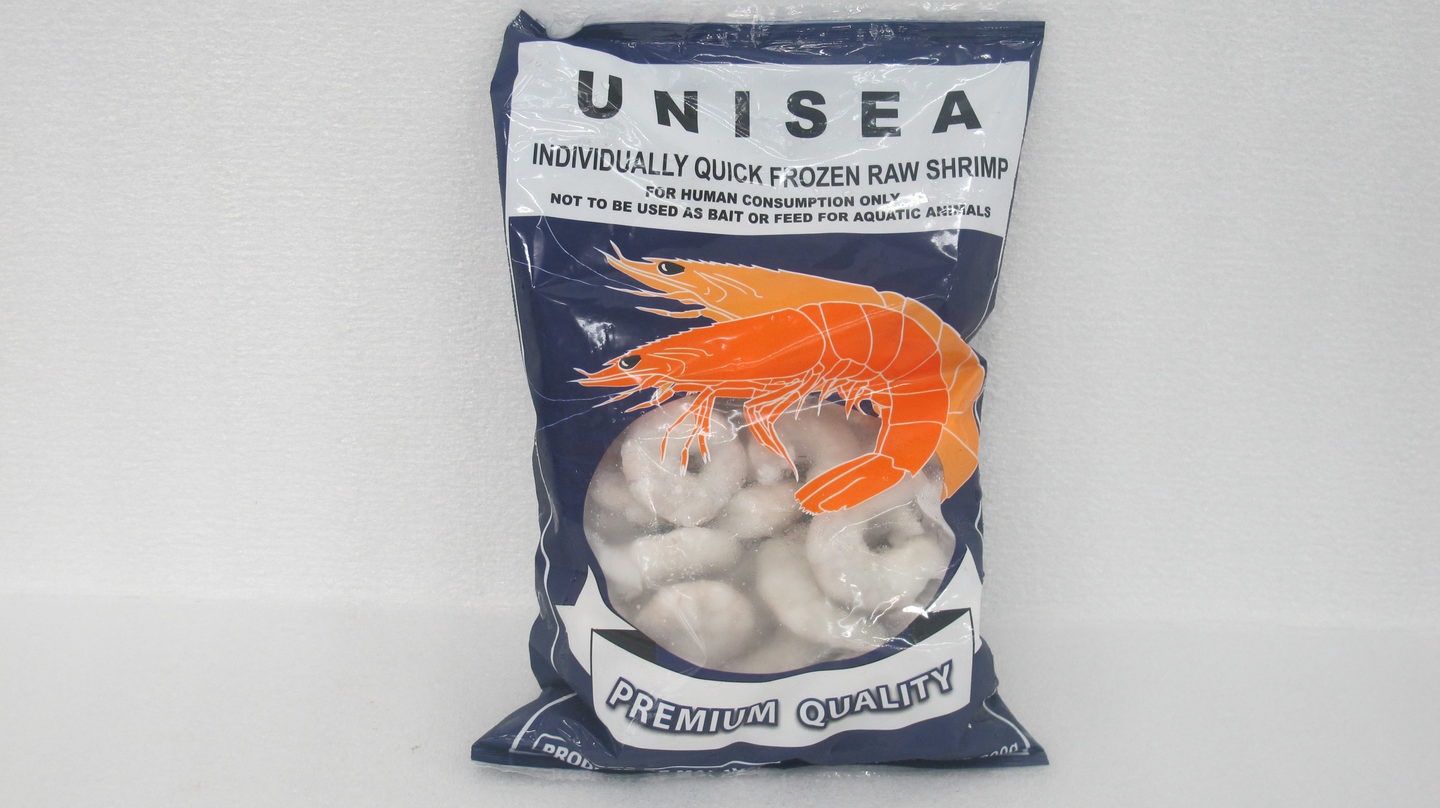 UNISEA
INDIVIDUALLY QUICK FROZEN RAW SHRIMP
FOR HUMAN CONSUMPTION ONLY
NOT TO BE USED AS BAIT OR FEED FOR AQUATIC ANIMALS
PREMIUM QUALITY